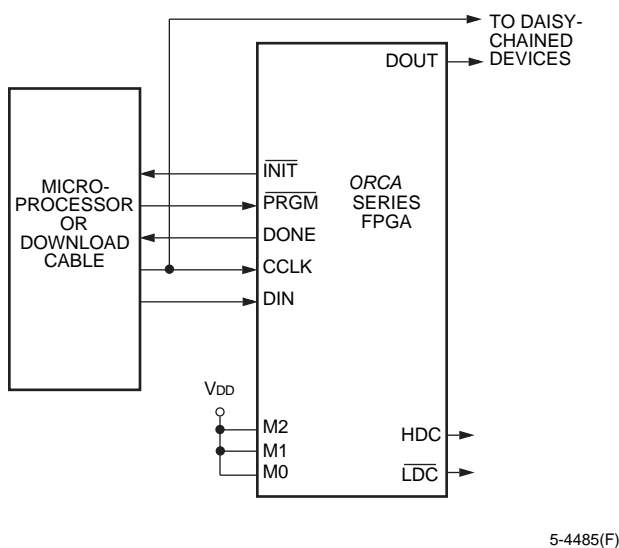 TO DAISY-
CHAINED
DEVICES
DOUT
MICRO-
PROCESSOR
OR
DOWNLOAD
CABLE
INIT
PRGM
DONE
CCLK
DIN
ORCA
SERIES
FPGA
VDD
M2
M1
M0
HDC
LDC
5-4485(F)